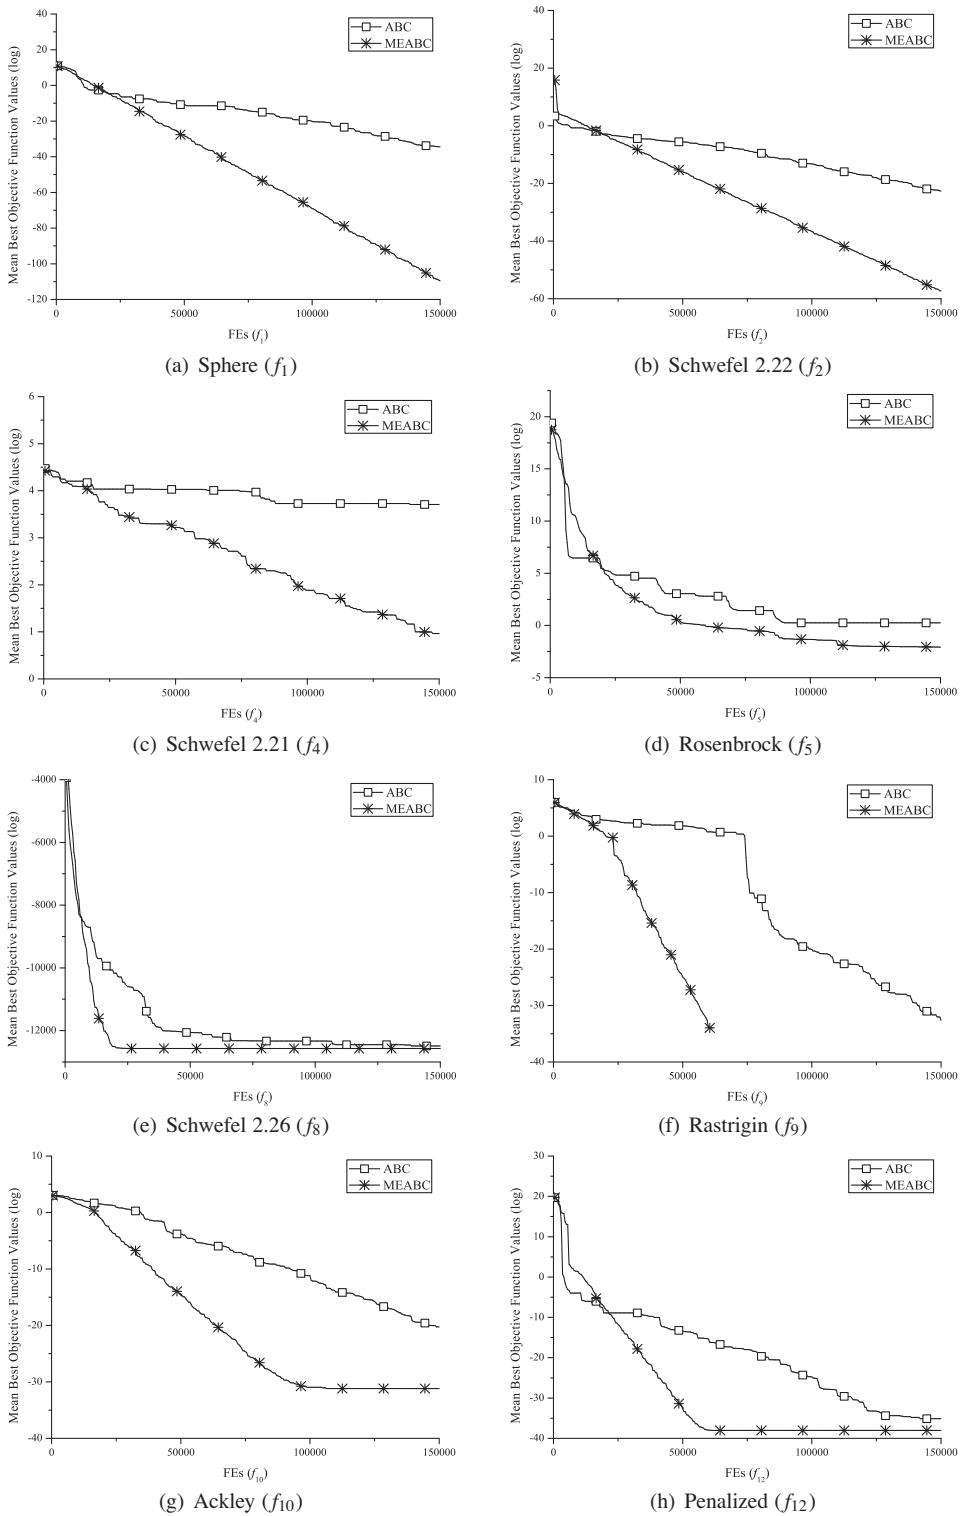 Mean Best Objective Function Values (log)
40
20
0
-20
-40
-60
-80
-100
-120
ABC
MEABC
0 50000 100000 150000
FEs (f1)
(a) Sphere (f1)
Mean Best Objective Function Values (log)
40
20
0
-20
-40
-60
ABC
MEABC
0 50000 100000 150000
FEs (f2)
(b) Schwefel 2.22 (f2)
Mean Best Objective Function Values (log)
6
5
4
3
2
1
0
ABC
MEABC
0 50000 100000 150000
FEs (f4)
(c) Schwefel 2.21 (f4)
Mean Best Objective Function Values (log)
20
15
10
5
0
-5
ABC
MEABC
0 50000 100000 150000
FEs (f5)
(d) Rosenbrock (f5)
Mean Best Objective Function Values (log)
-4000
-6000
-8000
-10000
-12000
ABC
MEABC
0 50000 100000 150000
FEs (f8)
(e) Schwefel 2.26 (f8)
Mean Best Objective Function Values (log)
10
0
-10
-20
-30
-40
ABC
MEABC
0 50000 100000 150000
FEs (f9)
(f) Rastrigin (f9)
Mean Best Objective Function Values (log)
10
0
-10
-20
-30
-40
ABC
MEABC
0 50000 100000 150000
FEs (f10)
(g) Ackley (f10)
Mean Best Objective Function Values (log)
30
20
10
0
-10
-20
-30
-40
ABC
MEABC
0 50000 100000 150000
FEs (f12)
(h) Penalized (f12)